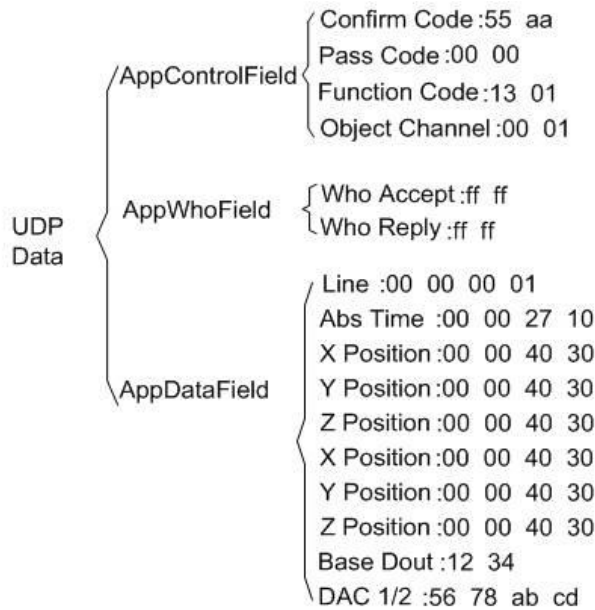 UDP
Data
AppControlField
Confirm Code :55 aa
Pass Code :00 00
Function Code :13 01
Object Channel :00 01
AppWhoField
Who Accept :ff ff
Who Reply :ff ff
AppDataField
Line :00 00 00 01
Abs Time :00 00 27 10
X Position :00 00 40 30
Y Position :00 00 40 30
Z Position :00 00 40 30
X Position :00 00 40 30
Y Position :00 00 40 30
Z Position :00 00 40 30
Base Dout :12 34
DAC 1/2 :56 78 ab cd